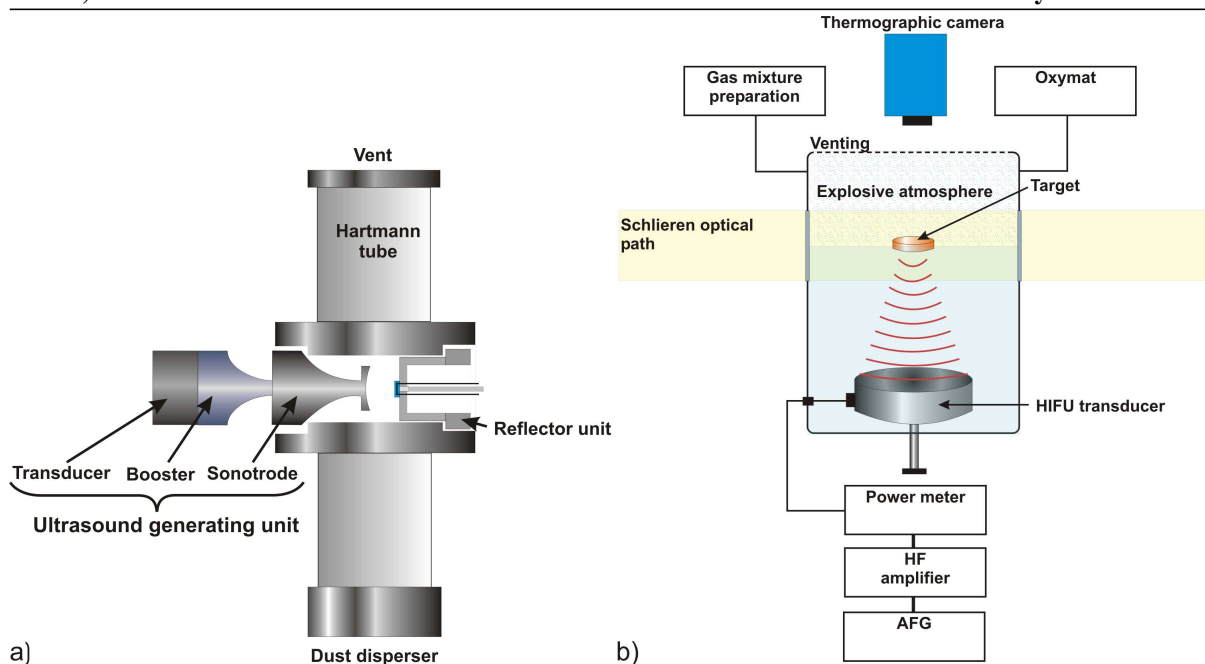 Vent
Hartmann
tube
Reflector unit
Transducer
Booster
Sonotrode
Ultrasound generating unit
Dust disperser
a)
Thermographic camera
Gas mixture
preparation
Oxymat
Venting
Explosive atmosphere
Target
Schlieren optical
path
HIFU transducer
Power meter
HF
amplifier
AFG
b)